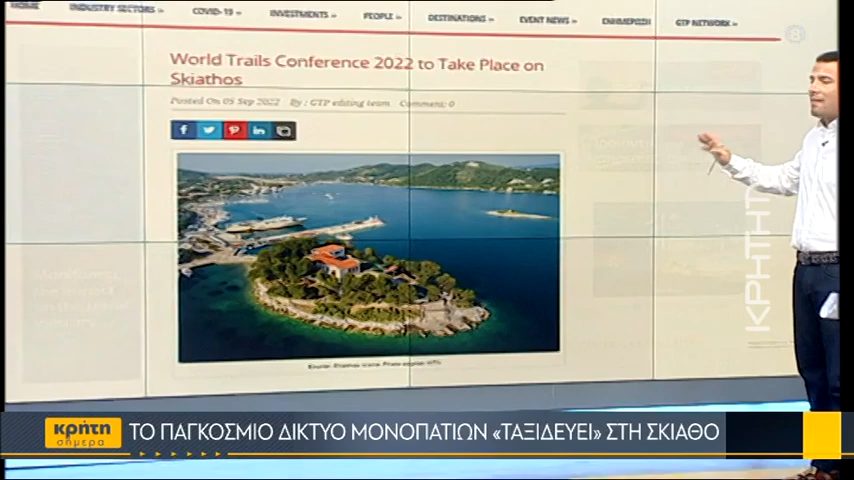 HOME INDUSTRY SECTORS » COVID-19 » INVESTMENTS » PEOPLE » DESTINATIONS » EVENT NEWS » ΕΝΗΜΕΡΩΣΗ GTP NETWORK »
World Trails Conference 2022 to Take Place on
Skiathos
Posted On 05 Sep 2022 By : GTP editing team Comment: 0
ΚΡΗΤΗ
κρήτη
σήμερα
ΤΟ ΠΑΓΚΟΣΜΙΟ ΔΙΚΤΥΟ ΜΟΝΟΠΑΤΙΩΝ «ΤΑΞΙΔΕΥΕΙ» ΣΤΗ ΣΚΙΑΘΟ